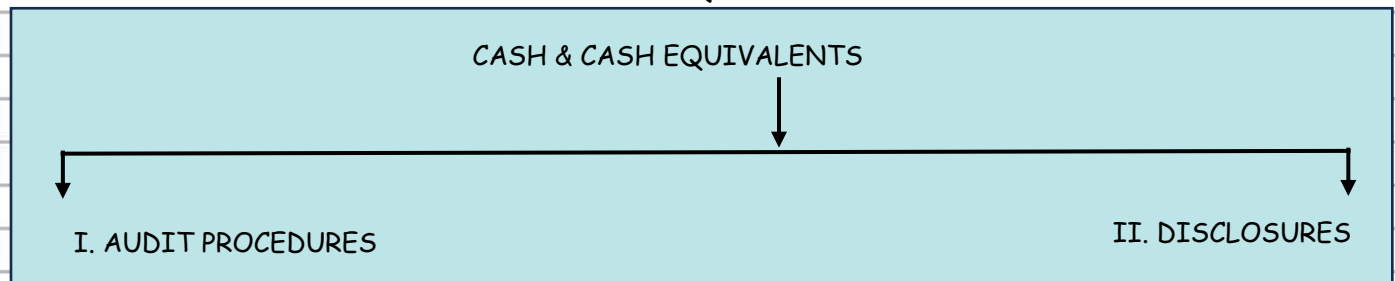 CASH & CASH EQUIVALENTS
I. AUDIT PROCEDURES
II. DISCLOSURES